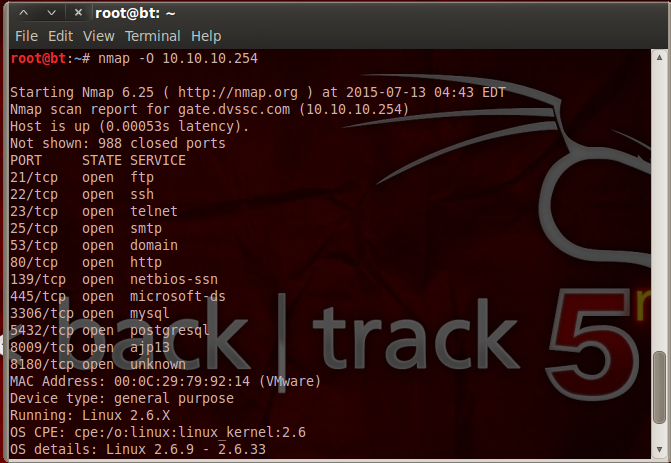 root@bt: ~
File Edit View Terminal Help
root@bt:~# nmap -O 10.10.10.254
Starting Nmap 6.25 ( http://nmap.org ) at 2015-07-13 04:43 EDT
Nmap scan report for gate.dvssc.com (10.10.10.254)
Host is up (0.00053s latency).
Not shown: 988 closed ports
PORT     STATE SERVICE
21/tcp   open  ftp
22/tcp   open  ssh
23/tcp   open  telnet
25/tcp   open  smtp
53/tcp   open  domain
80/tcp   open  http
139/tcp  open  netbios-ssn
445/tcp  open  microsoft-ds
3306/tcp open  mysql
5432/tcp open  postgresql
8009/tcp open  ajp13
8180/tcp open  unknown
MAC Address: 00:0C:29:79:92:14 (VMware)
Device type: general purpose
Running: Linux 2.6.X
OS CPE: cpe:/o:linux:linux_kernel:2.6
OS details: Linux 2.6.9 - 2.6.33
back | track 5